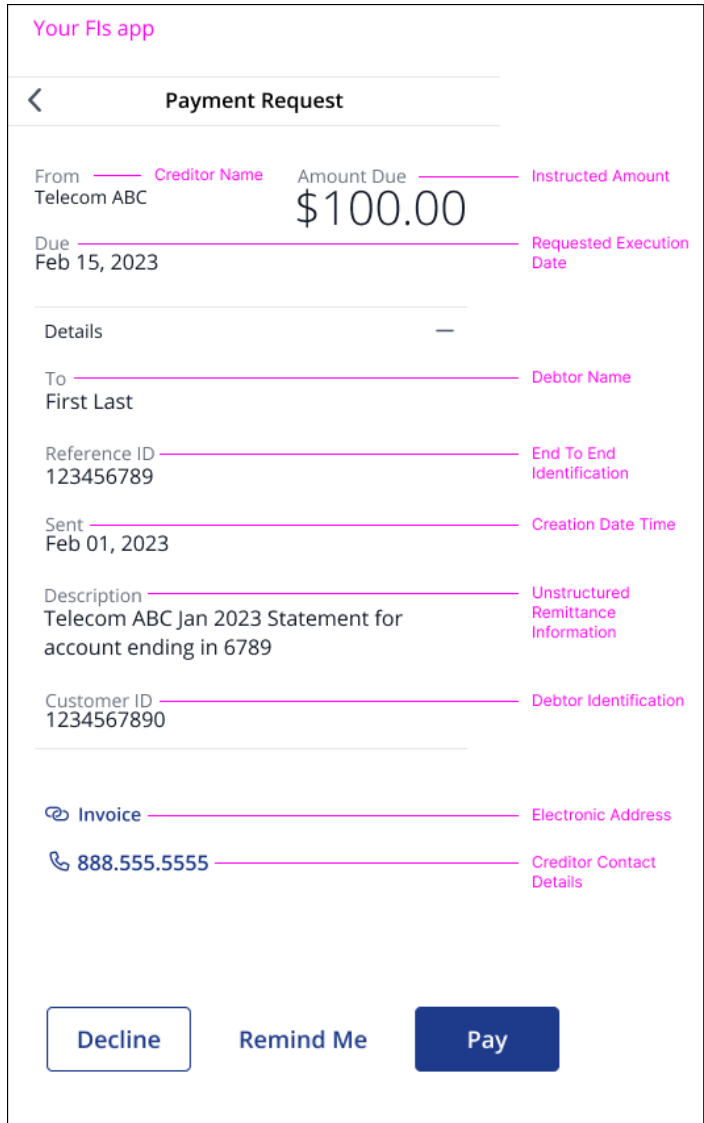 Your FIs app
Payment Request
From
Creditor Name
Amount Due
Instructed Amount
Telecom ABC
$100.00
Due
Requested Execution
Date
Feb 15, 2023
Details
To
Debtor Name
First Last
Reference ID
End To End
Identification
123456789
Sent
Creation Date Time
Feb 01, 2023
Description
Unstructured
Remittance
Information
Telecom ABC Jan 2023 Statement for
account ending in 6789
Customer ID
Debtor Identification
1234567890
Invoice
Electronic Address
888.555.5555
Creditor Contact
Details
Decline
Remind Me
Pay